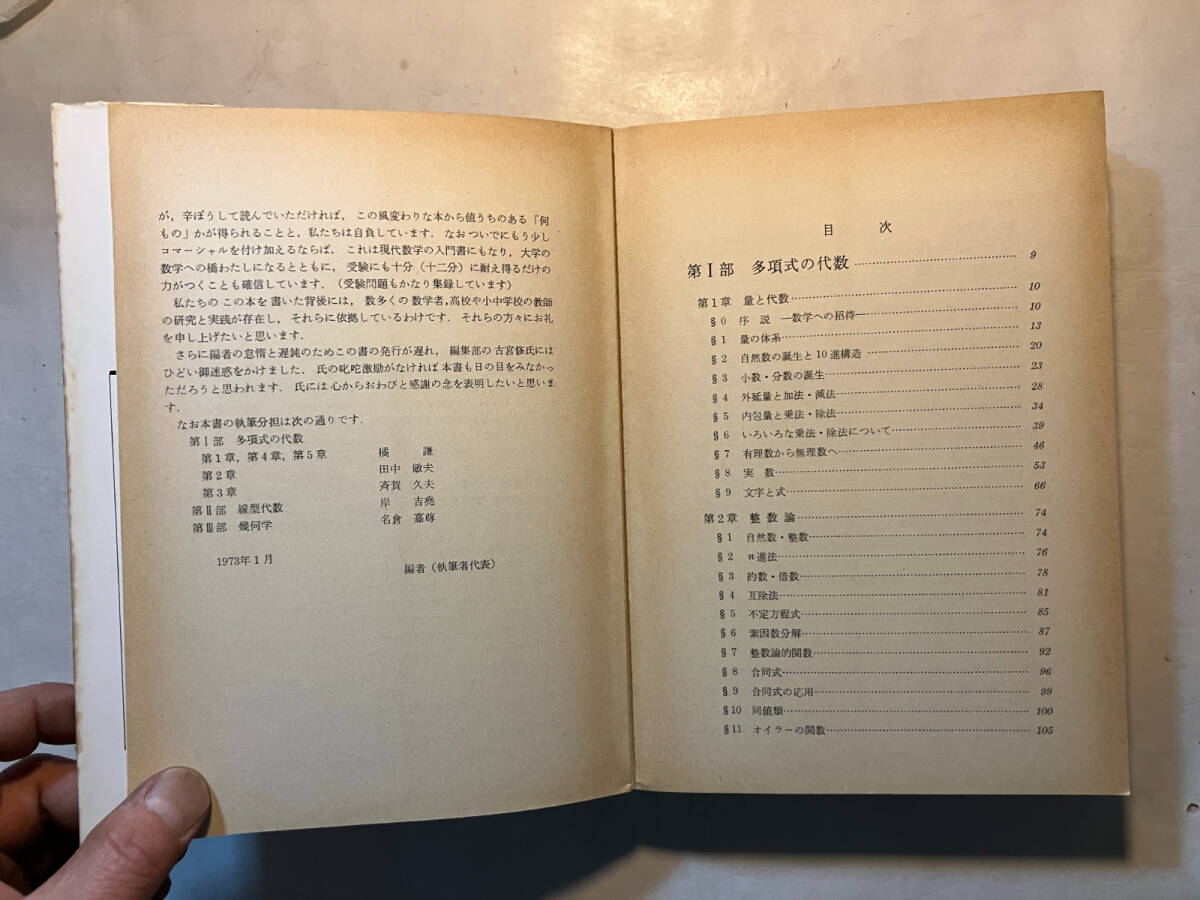 が，辛ぼうして読んでいただければ，この風変わりな本から値うちのある『何
もの』かが得られることと，私たちは自負しています．なおついでにもう少し
コマーシャルを付け加えるならば，これは現代数学の入門書にもなり，大学の
数学への橋わたしになるとともに，受験にも十分（十二分）に耐え得るだけの
力がつくことも確信しています．（受験問題もかなり集録しています）
私たちのこの本を書いた背後には，数多くの数学者，高校や小中学校の教師
の研究と実践が存在し，それらに依拠しているわけです．それらの方々にお礼
を申し上げたいと思います．
さらに編者の怠惰と遅鈍のためこの書の発行が遅れ，編集部の古宮修氏には
ひどい御迷惑をかけました．氏の叱咤激励がなければ本書も日の目をみなかっ
ただろうと思われます．氏には心からおわびと感謝の念を表明したいと思いま
す．
なお本書の執筆分担は次の通りです．
第Ⅰ部 多項式の代数
第1章，第4章，第5章 橘 謙
第2章 田中 敏夫
第3章 斉賀 久夫
第Ⅱ部 線型代数 岸 吉堯
第Ⅲ部 幾何学 名倉 嘉尊
1973年1月
編者（執筆者代表）
目 次
第Ⅰ部 多項式の代数 9
第1章 量と代数 10
§0 序 説 ―数学への招待― 10
§1 量の体系 13
§2 自然数の誕生と10進構造 20
§3 小数・分数の誕生 23
§4 外延量と加法・減法 28
§5 内包量と乗法・除法 34
§6 いろいろな乗法・除法について 39
§7 有理数から無理数へ 46
§8 実 数 53
§9 文字と式 66
第2章 整数論 74
§1 自然数・整数 74
§2 n進法 76
§3 約数・倍数 78
§4 互除法 81
§5 不定方程式 85
§6 素因数分解 87
§7 整数論的関数 92
§8 合同式 96
§9 合同式の応用 99
§10 同値類 100
§11 オイラーの関数 105